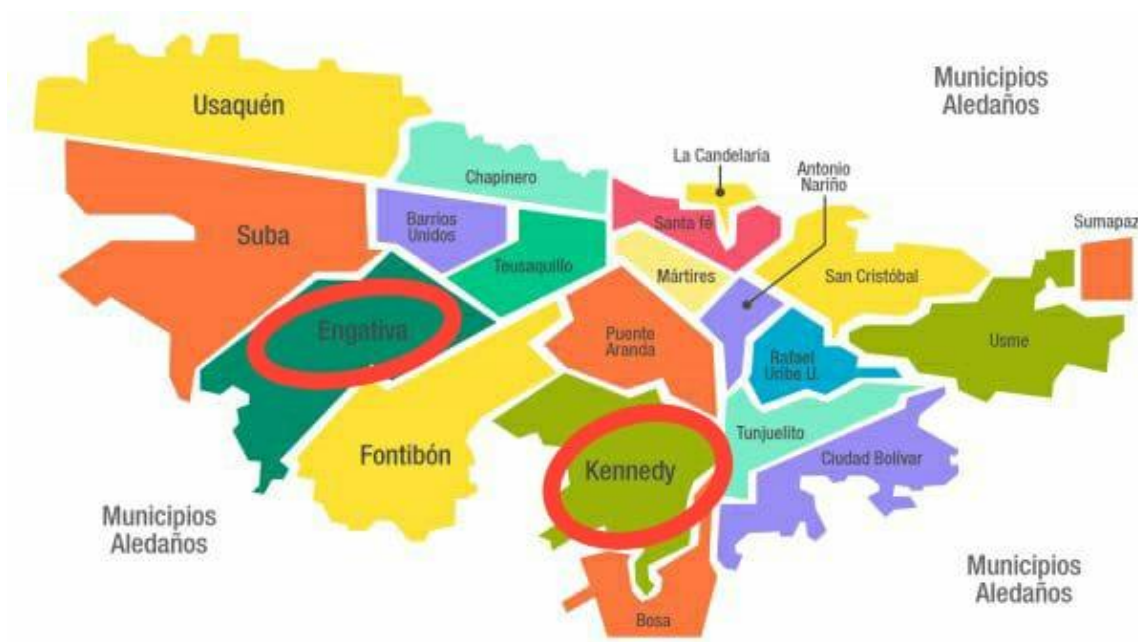 Municipios
Aledaños
Usaquén
La Candelaría
Antonio
Nariño
Chapinero
Santa fé
Sumapaz
Barrios
Unidos
Suba
Teusaquillo
Mártires
San Cristóbal
Engativa
Puente
Aranda
Rafael
Uribe U.
Usme
Tunjuelito
Fontibón
Kennedy
Ciudad Bolívar
Municipios
Aledaños
Municipios
Aledaños
Bosa